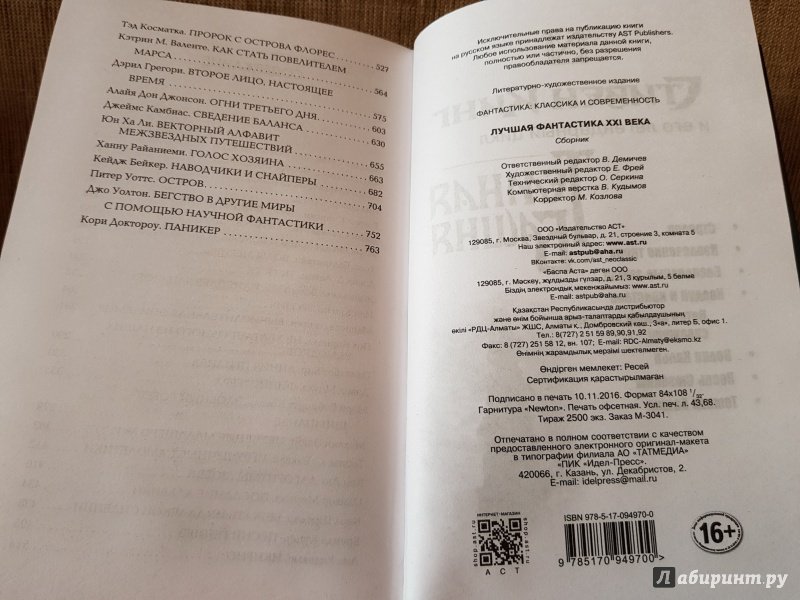 Тэд Косматка. ПРОРОК С ОСТРОВА ФЛОРЕС 527
Кэтрин М. Валенте. КАК СТАТЬ ПОВЕЛИТЕЛЕМ
МАРСА 564
Дэрил Грегори. ВТОРОЕ ЛИЦО, НАСТОЯЩЕЕ
ВРЕМЯ 575
Алайя Дон Джонсон. ОГНИ ТРЕТЬЕГО ДНЯ 603
Джеймс Камбиас. СВЕДЕНИЕ БАЛАНСА 630
Юн Ха Ли. ВЕКТОРНЫЙ АЛФАВИТ
МЕЖЗВЕЗДНЫХ ПУТЕШЕСТВИЙ 655
Ханну Райаниеми. ГОЛОС ХОЗЯИНА 663
Кейдж Бейкер. НАВОДЧИКИ И СНАЙПЕРЫ 682
Питер Уоттс. ОСТРОВ 704
Джо Уолтон. БЕГСТВО В ДРУГИЕ МИРЫ
С ПОМОЩЬЮ НАУЧНОЙ ФАНТАСТИКИ 752
Кори Доктороу. ПАНИКЕР 763
Исключительные права на публикацию книги
на русском языке принадлежат издательству AST Publishers.
Любое использование материала данной книги,
полностью или частично, без разрешения
правообладателя запрещается.
Литературно-художественное издание
ФАНТАСТИКА: КЛАССИКА И СОВРЕМЕННОСТЬ
ЛУЧШАЯ ФАНТАСТИКА XXI ВЕКА
Сборник
Ответственный редактор В. Демичев
Художественный редактор Е. Фрей
Технический редактор О. Серкина
Компьютерная верстка В. Кудымов
Корректор М. Козлова
ООО «Издательство АСТ»
129085, г. Москва, Звездный бульвар, д. 21, строение 3, комната 5
Наш электронный адрес: www.ast.ru
E-mail: astpub@aha.ru
ВКонтакте: vk.com/ast_neoclassic
«Баспа Аста» деген ООО
129085, г. Мәскеу, жұлдызды гүлзар, д. 21, 3 құрылым, 5 бөлме
Біздің электрондық мекенжайымыз: www.ast.ru
E-mail: astpub@aha.ru
Қазақстан Республикасында дистрибьютор
және өнім бойынша арыз-талаптарды қабылдаушының
өкілі «РДЦ-Алматы» ЖШС, Алматы қ., Домбровский көш., 3«а», литер Б, офис 1.
Тел.: 8(727) 2 51 59 89,90,91,92
Факс: 8 (727) 251 58 12, вн. 107; E-mail: RDC-Almaty@eksmo.kz
Өнімнің жарамдылық мерзімі шектелмеген.
Өндірген мемлекет: Ресей
Сертификация қарастырылмаған
Подписано в печать 10.11.2016. Формат 84x108 1/32.
Гарнитура «Newton». Печать офсетная. Усл. печ. л. 43,68.
Тираж 2500 экз. Заказ М-3041.
Отпечатано в полном соответствии с качеством
предоставленного электронного оригинал-макета
в типографии филиала АО «ТАТМЕДИА»
«ПИК «Идел-Пресс».
420066, г. Казань, ул. Декабристов, 2.
E-mail: idelpress@mail.ru
ИНТЕРНЕТ-МАГАЗИН
shop.ast.ru
shop.ast.ru
А С Т
ISBN 978-5-17-094970-0
9 785170 949700 >
16+
Лабиринт.ру